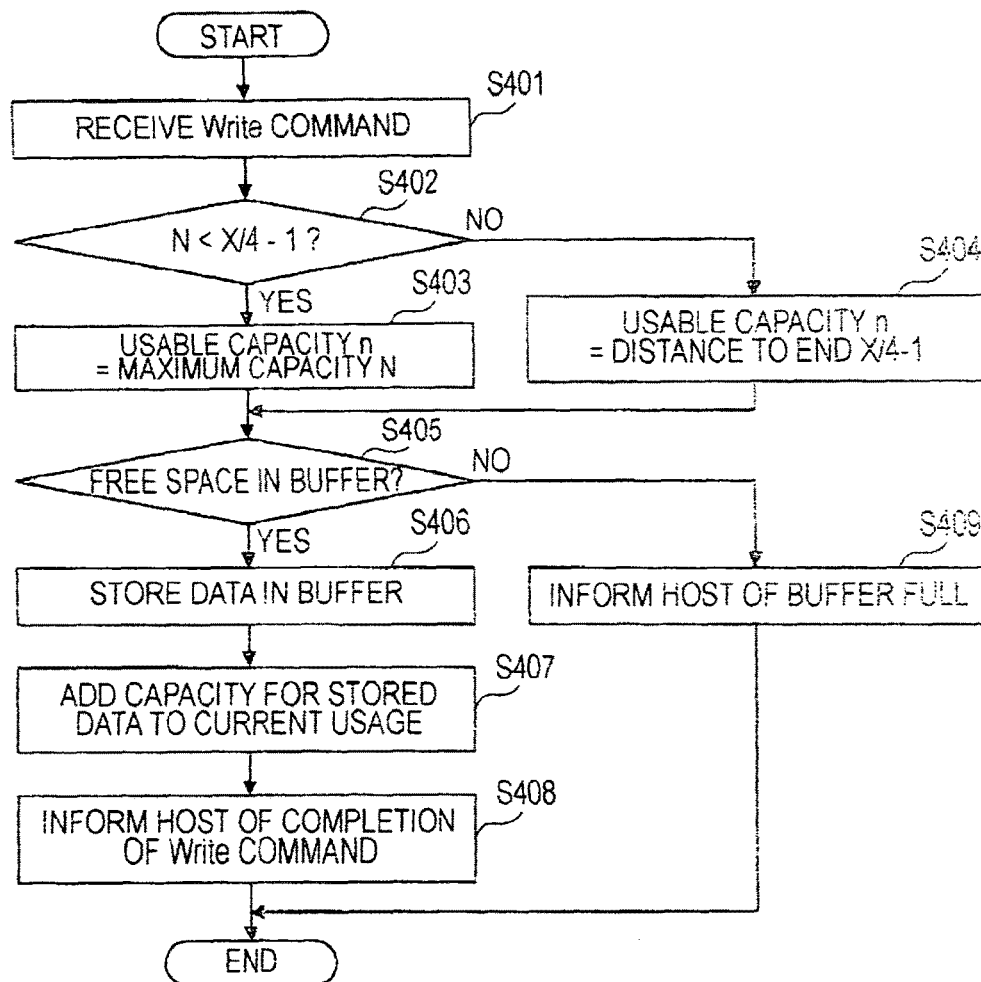 START
S401
RECEIVE Write COMMAND
S402
N < X/4 - 1 ?
NO
YES
S403
USABLE CAPACITY n
= MAXIMUM CAPACITY N
S404
USABLE CAPACITY n
= DISTANCE TO END X/4-1
S405
FREE SPACE IN BUFFER?
NO
YES
S406
STORE DATA IN BUFFER
S409
INFORM HOST OF BUFFER FULL
S407
ADD CAPACITY FOR STORED
DATA TO CURRENT USAGE
S408
INFORM HOST OF COMPLETION
OF Write COMMAND
END